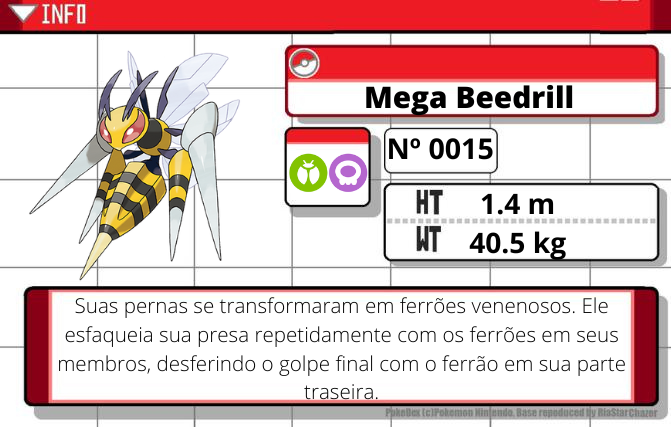 INFO
Mega Beedrill
Nº 0015
HT 1.4 m
WT 40.5 kg
Suas pernas se transformaram em ferrões venenosos. Ele
esfaqueia sua presa repetidamente com os ferrões em seus
membros, desferindo o golpe final com o ferrão em sua parte
traseira.
PokeDex (c)Pokemon Nintendo. Base reproduced by RiaStarChazer